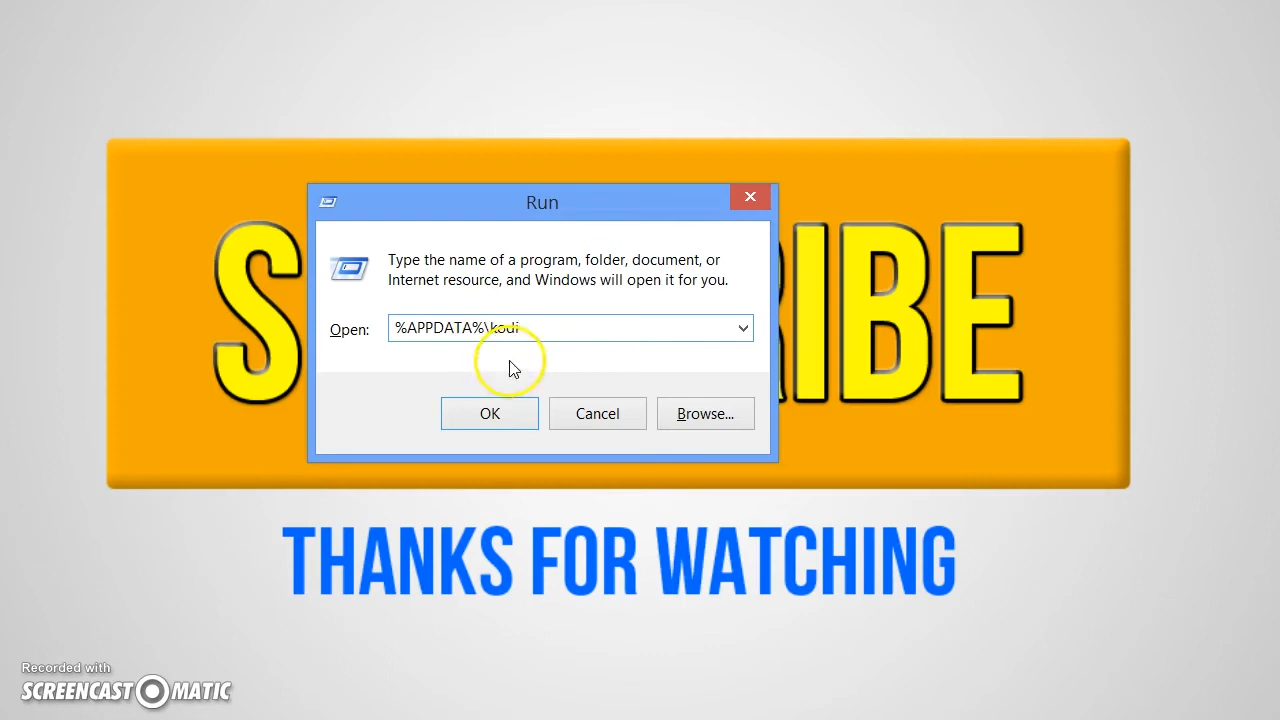 Run
Type the name of a program, folder, document, or
Internet resource, and Windows will open it for you.
Open:
%APPDATA%\kodi
OK
Cancel
Browse...
S
RIBE
THANKS FOR WATCHING
Recorded with
SCREENCAST MATIC